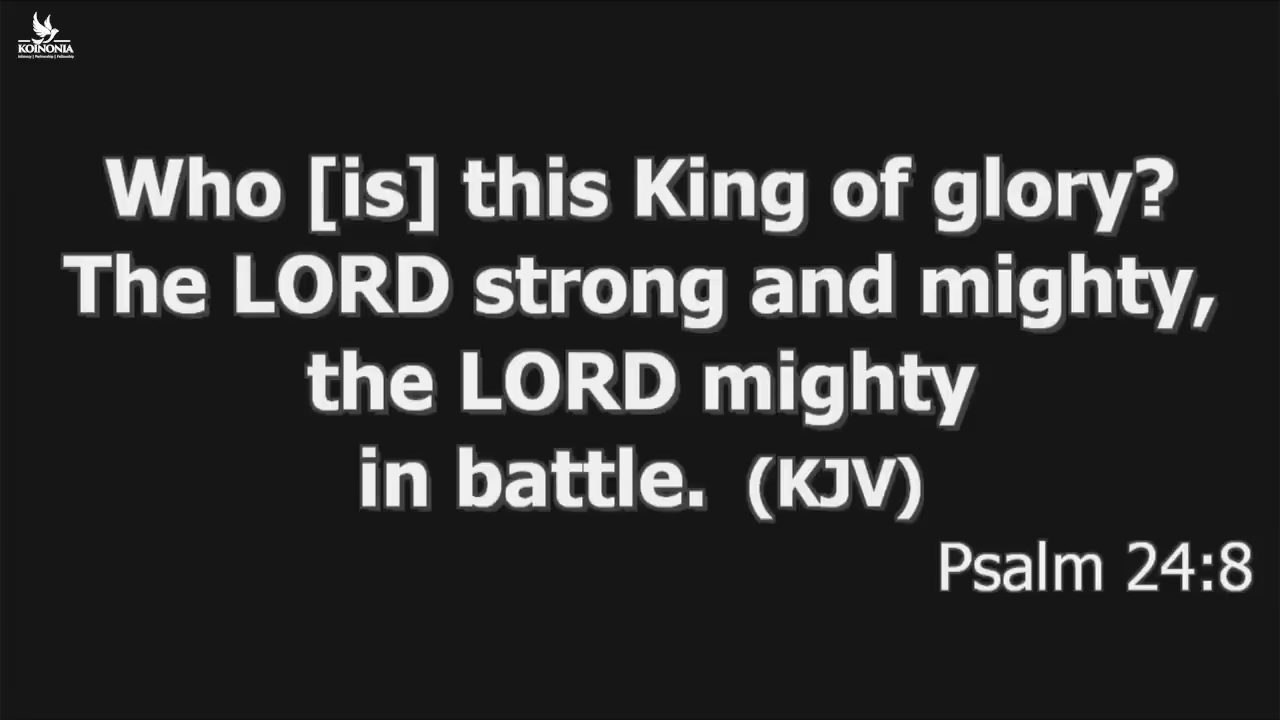 KOINONIA
Who [is] this King of glory?
The LORD strong and mighty,
the LORD mighty
in battle. (KJV)
Psalm 24:8